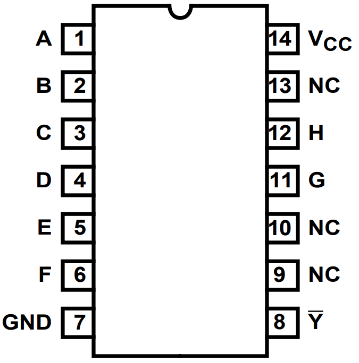 A 1 14 VCC
B 2 13 NC
C 3 12 H
D 4 11 G
E 5 10 NC
F 6 9 NC
GND 7 8 Y̅